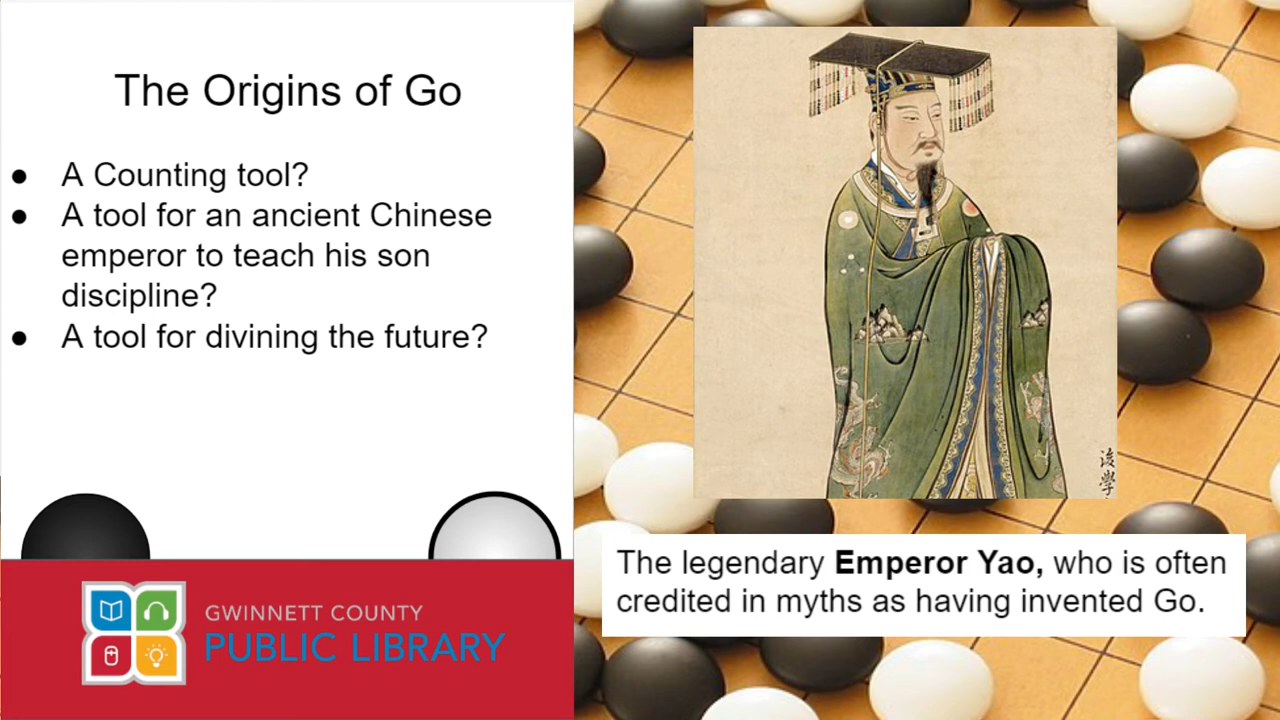 The Origins of Go
● A Counting tool?
● A tool for an ancient Chinese
emperor to teach his son
discipline?
● A tool for divining the future?
GWINNETT COUNTY
PUBLIC LIBRARY
The legendary Emperor Yao, who is often
credited in myths as having invented Go.